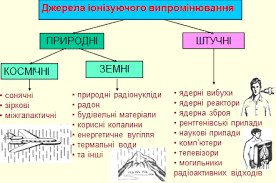 Джерела іонізуючого випромінювання
ПРИРОДНІ
ШТУЧНІ
КОСМІЧНІ
ЗЕМНІ
• сонячні
• зіркові
• міжгалактичні
• природні радіонукліди
• радон
• будівельні матеріали
• корисні копалини
• енергетичне вугілля
• термальні води
• та інші
• ядерні вибухи
• ядерні реактори
• ядерна зброя
• рентгенівські прилади
• наукові прилади
• комп'ютери
• телевізори
• могильники
радіоактивних відходів